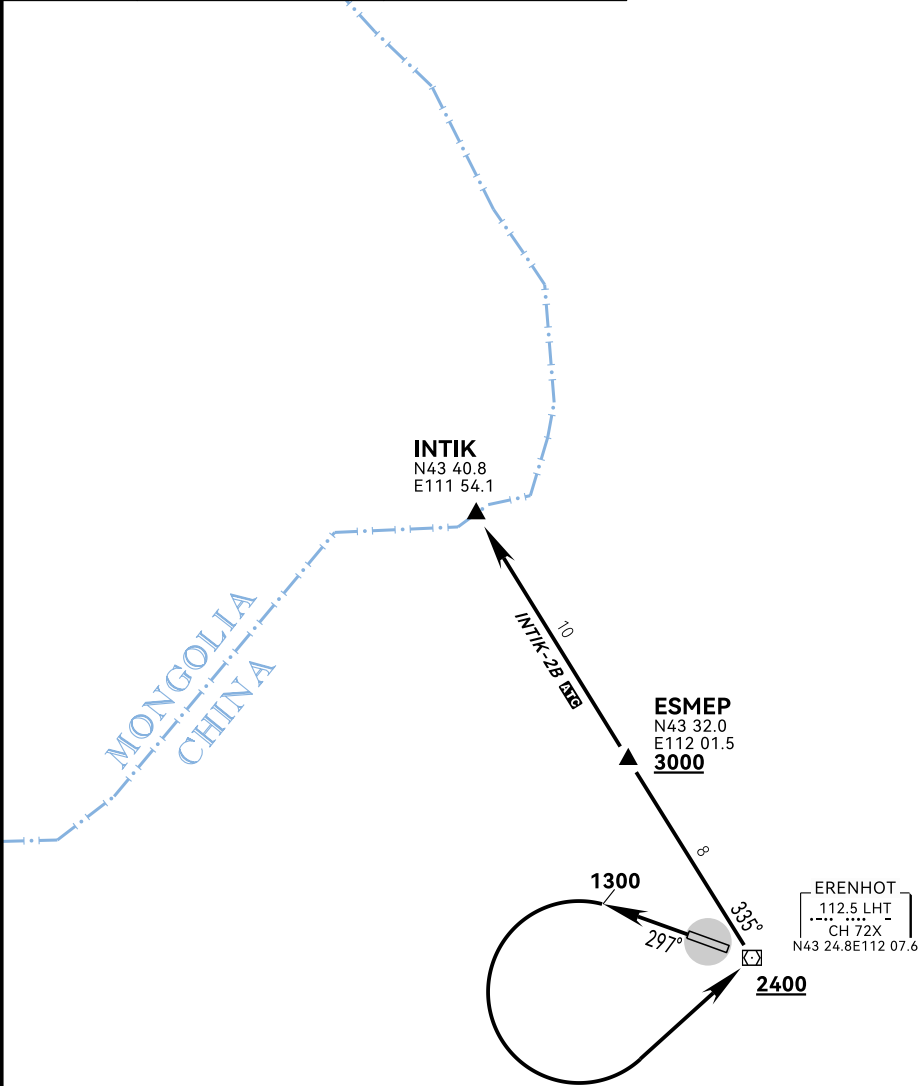 INTIK
N43 40.8
E111 54.1
MONGOLIA
CHINA
10
INTIK-2B ATC
ESMEP
N43 32.0
E112 01.5
3000
8
1300
297°
335°
ERENHOT
112.5 LHT
CH 72X
N43 24.8E112 07.6
2400